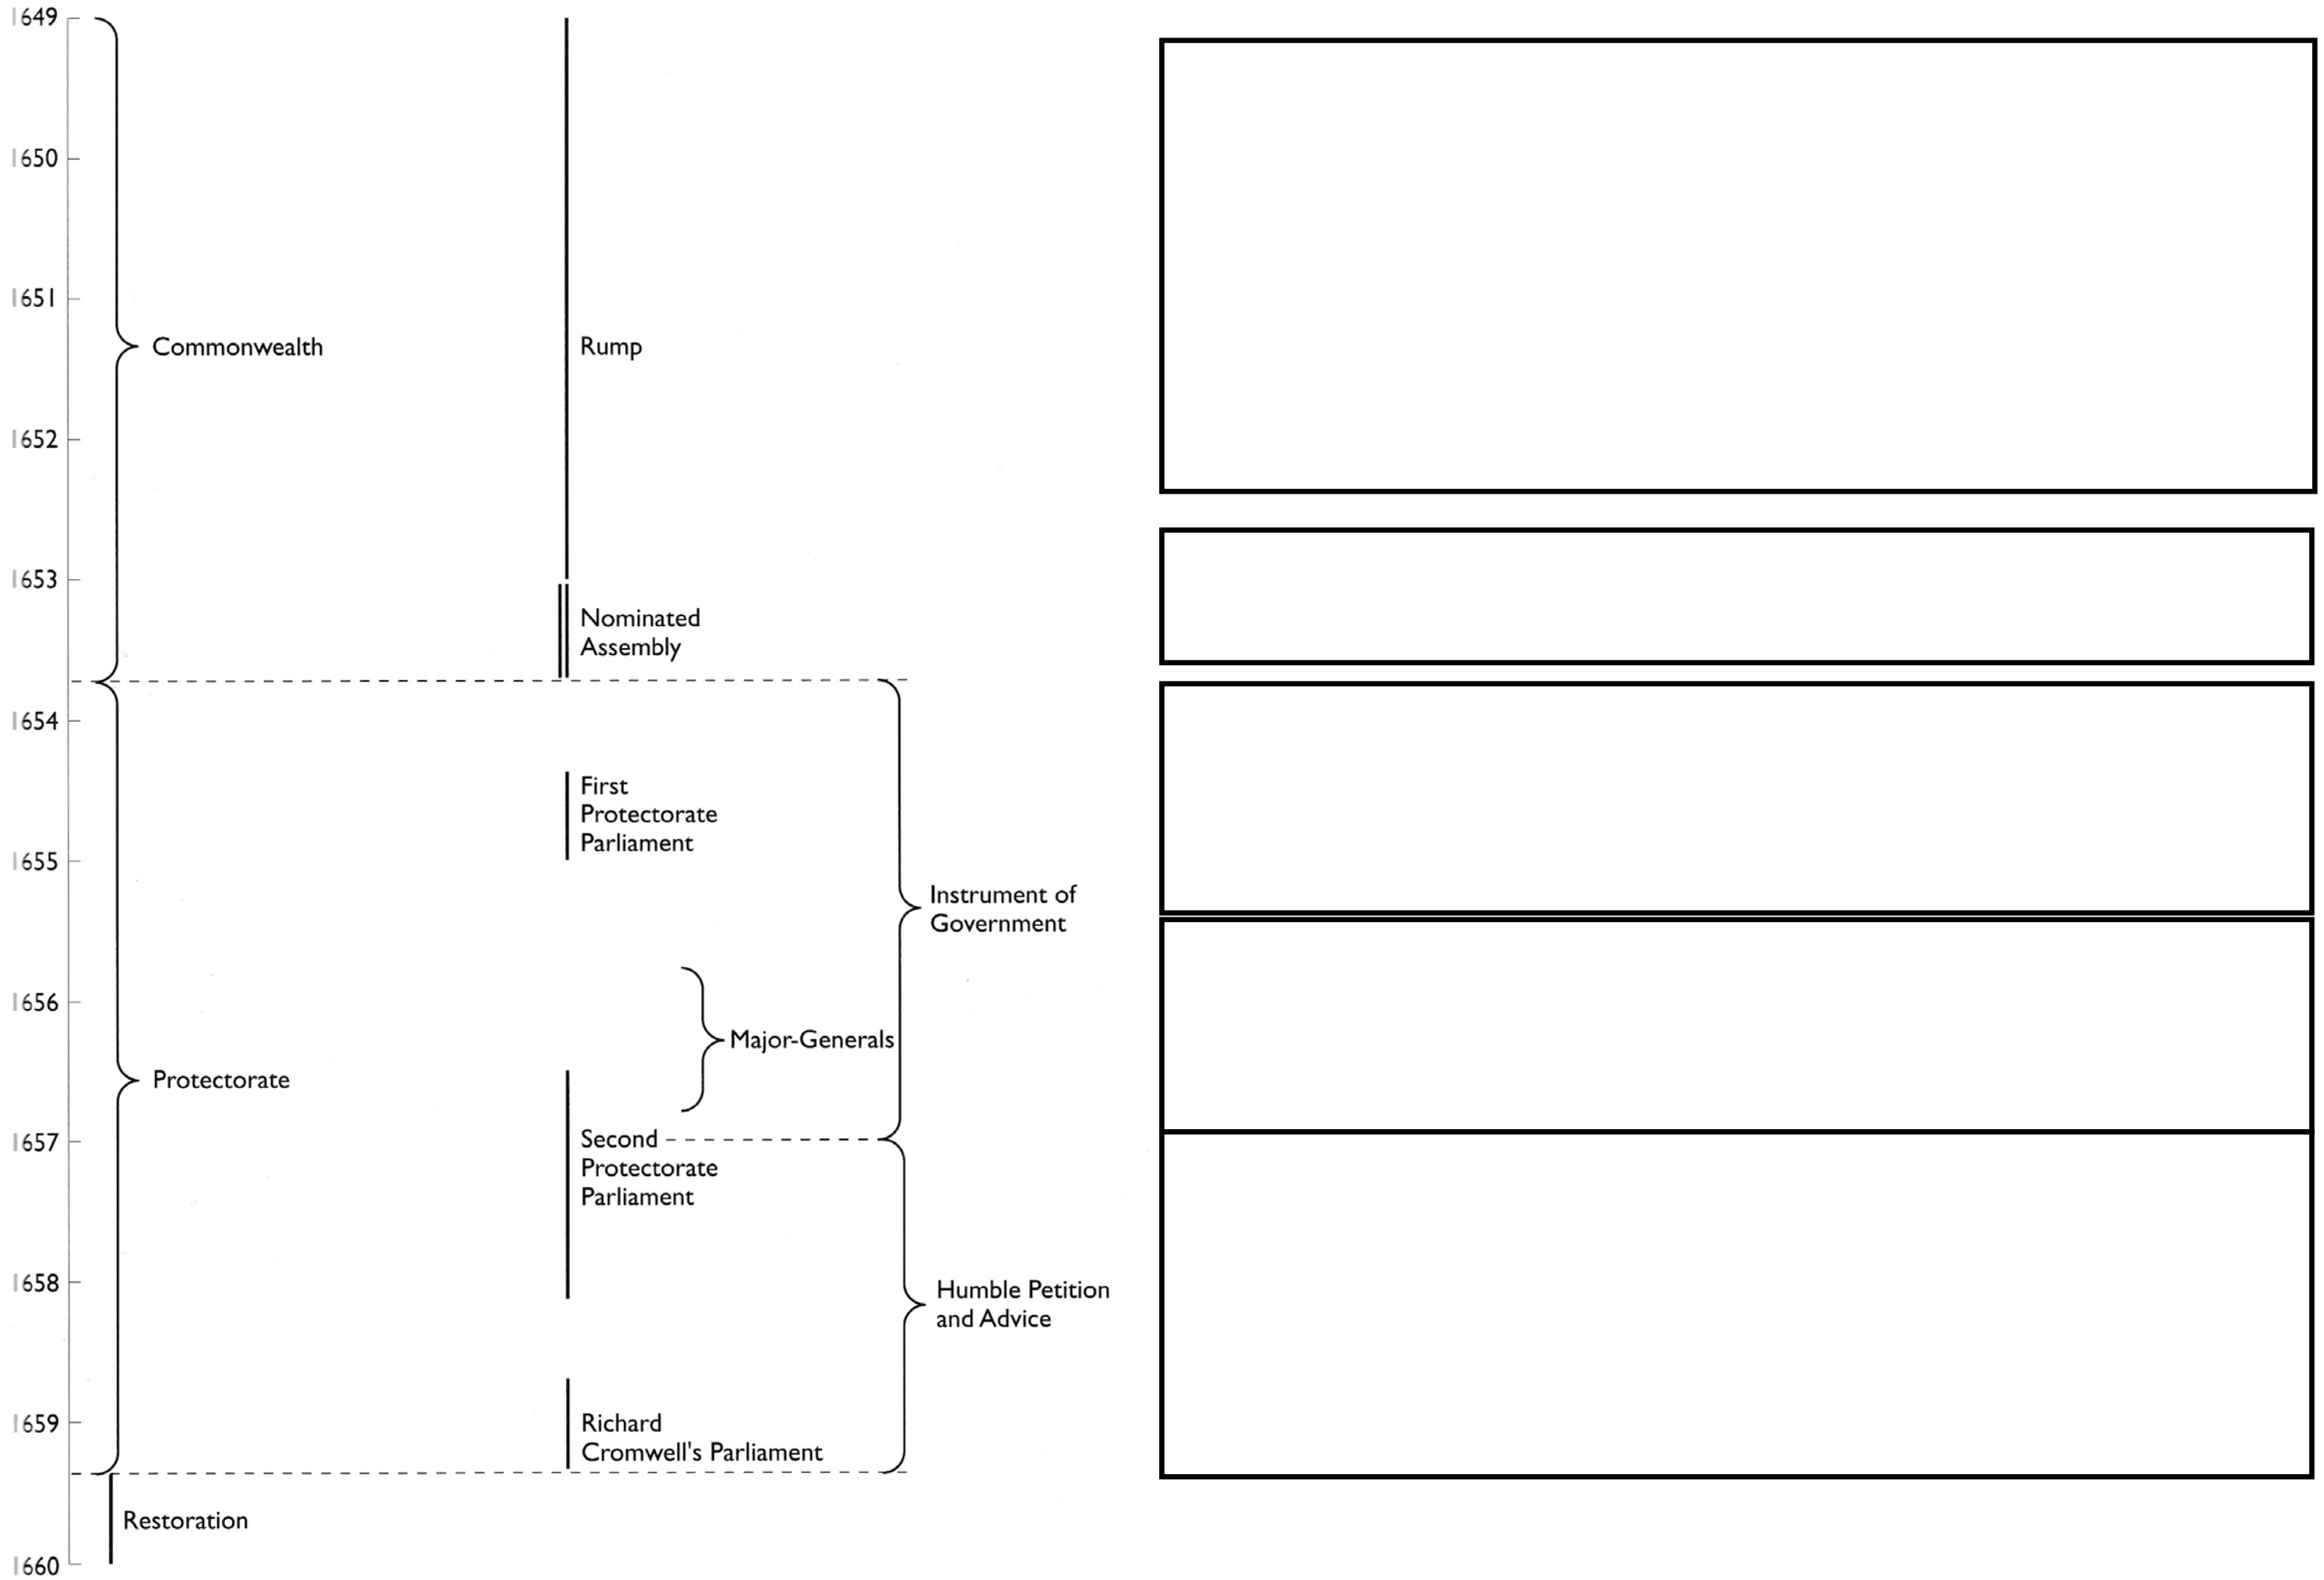 1649
1650
1651
Commonwealth
Rump
1652
1653
Nominated
Assembly
1654
First
Protectorate
Parliament
1655
Instrument of
Government
1656
Major-Generals
Protectorate
1657
Second
Protectorate
Parliament
1658
Humble Petition
and Advice
1659
Richard
Cromwell's Parliament
Restoration
1660